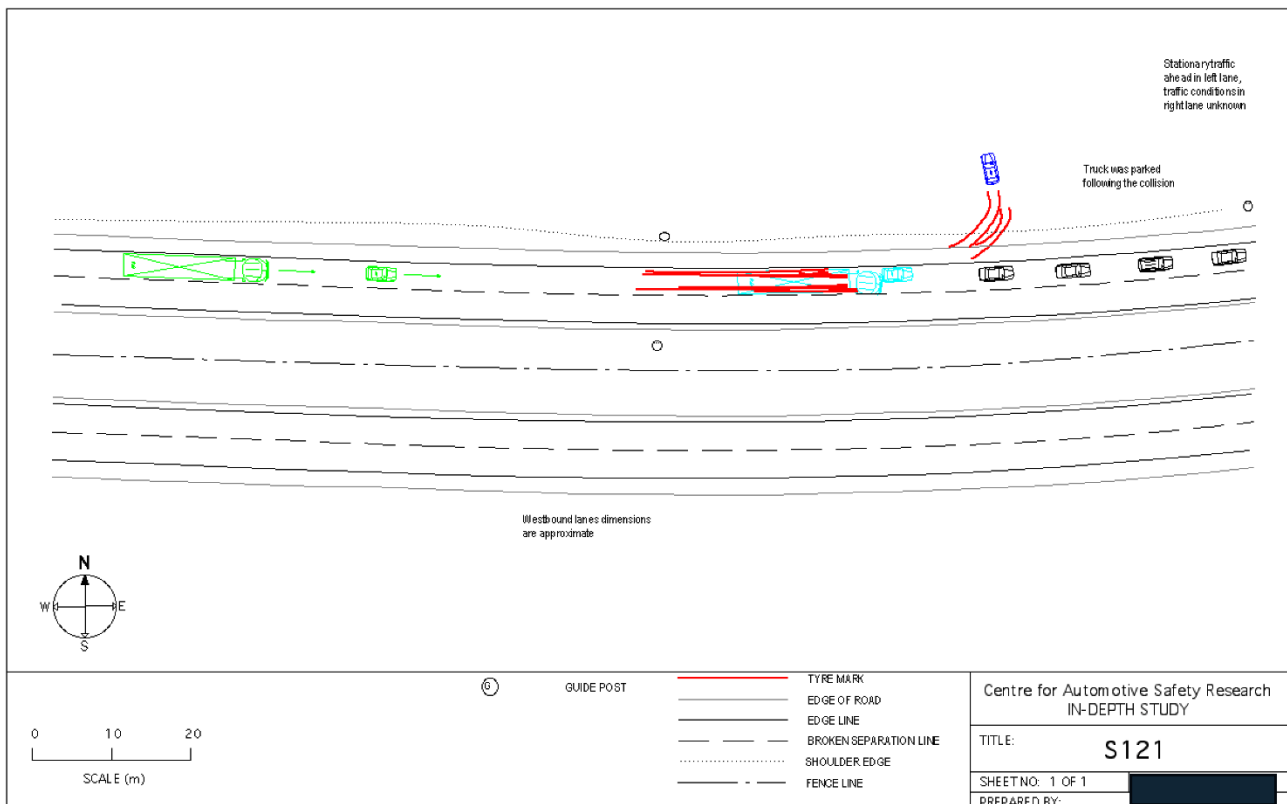 Stationarytraffic
ahead in left lane,
traffic conditions in
right lane unknown
Truck was parked
following the collision
Westbound lanes dimensions
are approximate
N
W
E
S
G
GUIDE POST
TYRE MARK
EDGE OF ROAD
EDGE LINE
BROKEN SEPARATION LINE
SHOULDER EDGE
FENCE LINE
0 10 20
SCALE (m)
Centre for Automotive Safety Research
IN-DEPTH STUDY
TITLE: S121
SHEET NO: 1 OF 1
PREPARED BY: